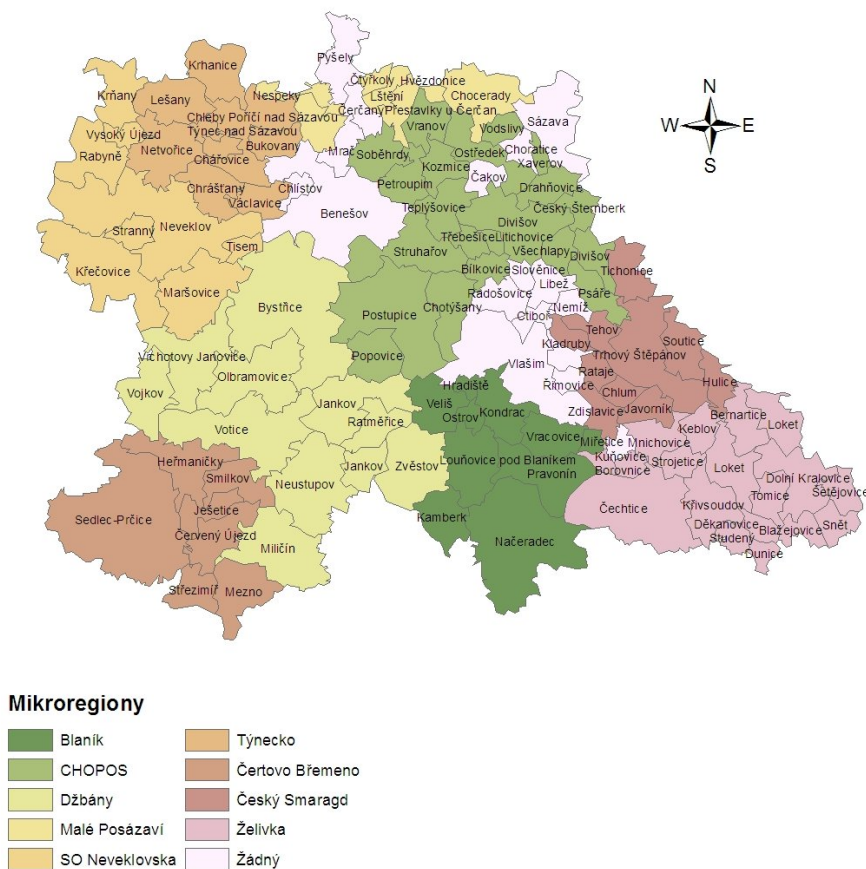 Pyšely
Krhanice
Čtyřkoly
Hvězdonice
Krňany
Lešany
Nespeky
Lštění
Chocerady
Čerčany
Přestavlky u Čerčan
Sázava
Chleby
Poříčí nad Sázavou
Vranov
Vodslivy
Vysoký Újezd
Týnec nad Sázavou
Netvořice
Bukovany
Mrač
Soběhrdy
Ostředek
Choratice
Rabyně
Chářovice
Kozmice
Xaverov
Čakov
Chrášťany
Chlístov
Petroupim
Drahňovice
Václavice
Benešov
Teplýšovice
Český Šternberk
Neveklov
Divišov
Stranný
Třebešice
Litichovice
Tisem
Struhařov
Všechlapy
Divišov
Křečovice
Bílkovice
Slověnice
Tichonice
Maršovice
Radošovice
Libež
Psáře
Bystřice
Postupice
Chotýšany
Ctiboř
Nemíž
Tehov
Soutice
Kladruby
Vrchotovy Janovice
Popovice
Vlašim
Trhový Štěpánov
Olbramovice
Rataje
Vojkov
Hradiště
Římovice
Hulice
Jankov
Veliš
Chlum
Ostrov
Kondrac
Zdislavice
Javorník
Bernartice
Ratměřice
Votice
Vracovice
Miřetice
Mnichovice
Keblov
Loket
Heřmaničky
Louňovice pod Blaníkem
Kuňovice
Jankov
Zvěstov
Pravonín
Borovnice
Strojetice
Loket
Dolní Kralovice
Smilkov
Neustupov
Šetějovice
Tomice
Sedlec-Prčice
Ješetice
Kamberk
Čechtice
Křivsoudov
Červený Újezd
Děkanovice
Blažejovice
Snět
Načeradec
Studený
Miličín
Dunice
Střezimíř
Mezno
N
W
E
S
Mikroregiony
Blaník
Týnecko
CHOPOS
Čertovo Břemeno
Džbány
Český Smaragd
Malé Posázaví
Želivka
SO Neveklovska
Žádný